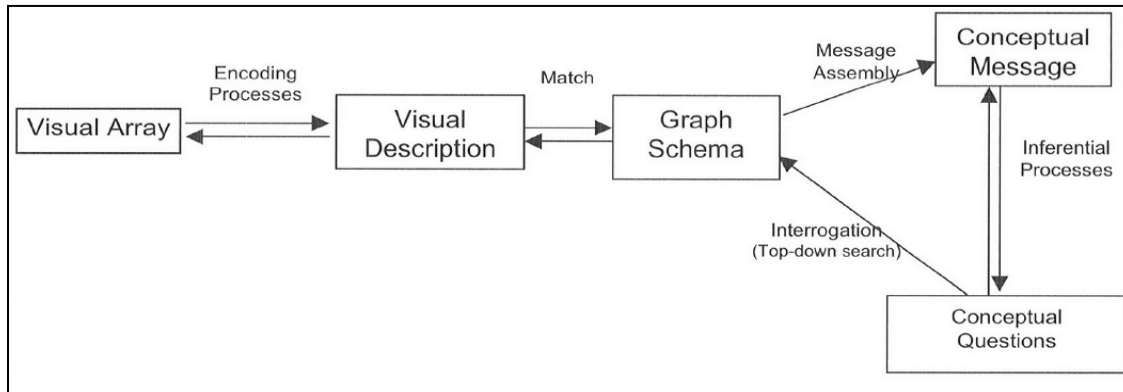 Visual Array
Encoding
Processes
Visual
Description
Match
Graph
Schema
Message
Assembly
Conceptual
Message
Inferential
Processes
Interrogation
(Top-down search)
Conceptual
Questions